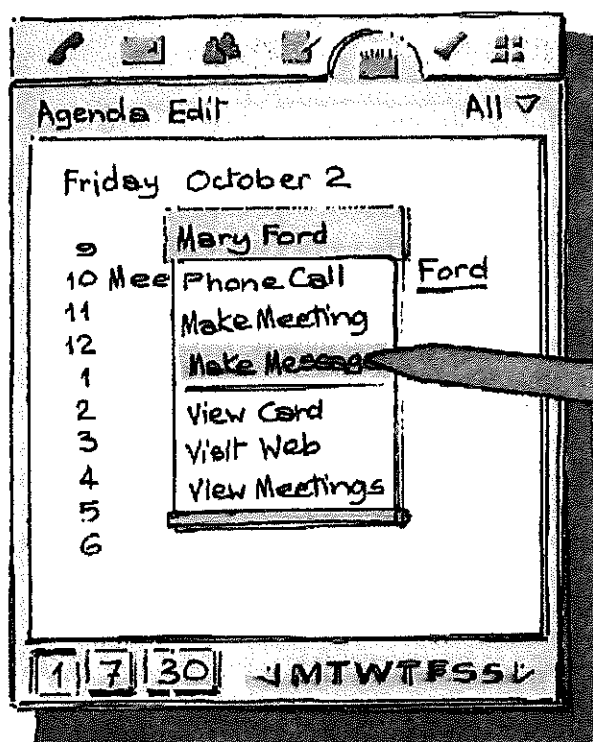 Agenda Edit All
Friday October 2
Mary Ford
9
10 Mee Phone Call Ford
11 Make Meeting
12 Make Message
1
2 View Card
3 Visit Web
4 View Meetings
5
6
1 7 30 M T W T F S S